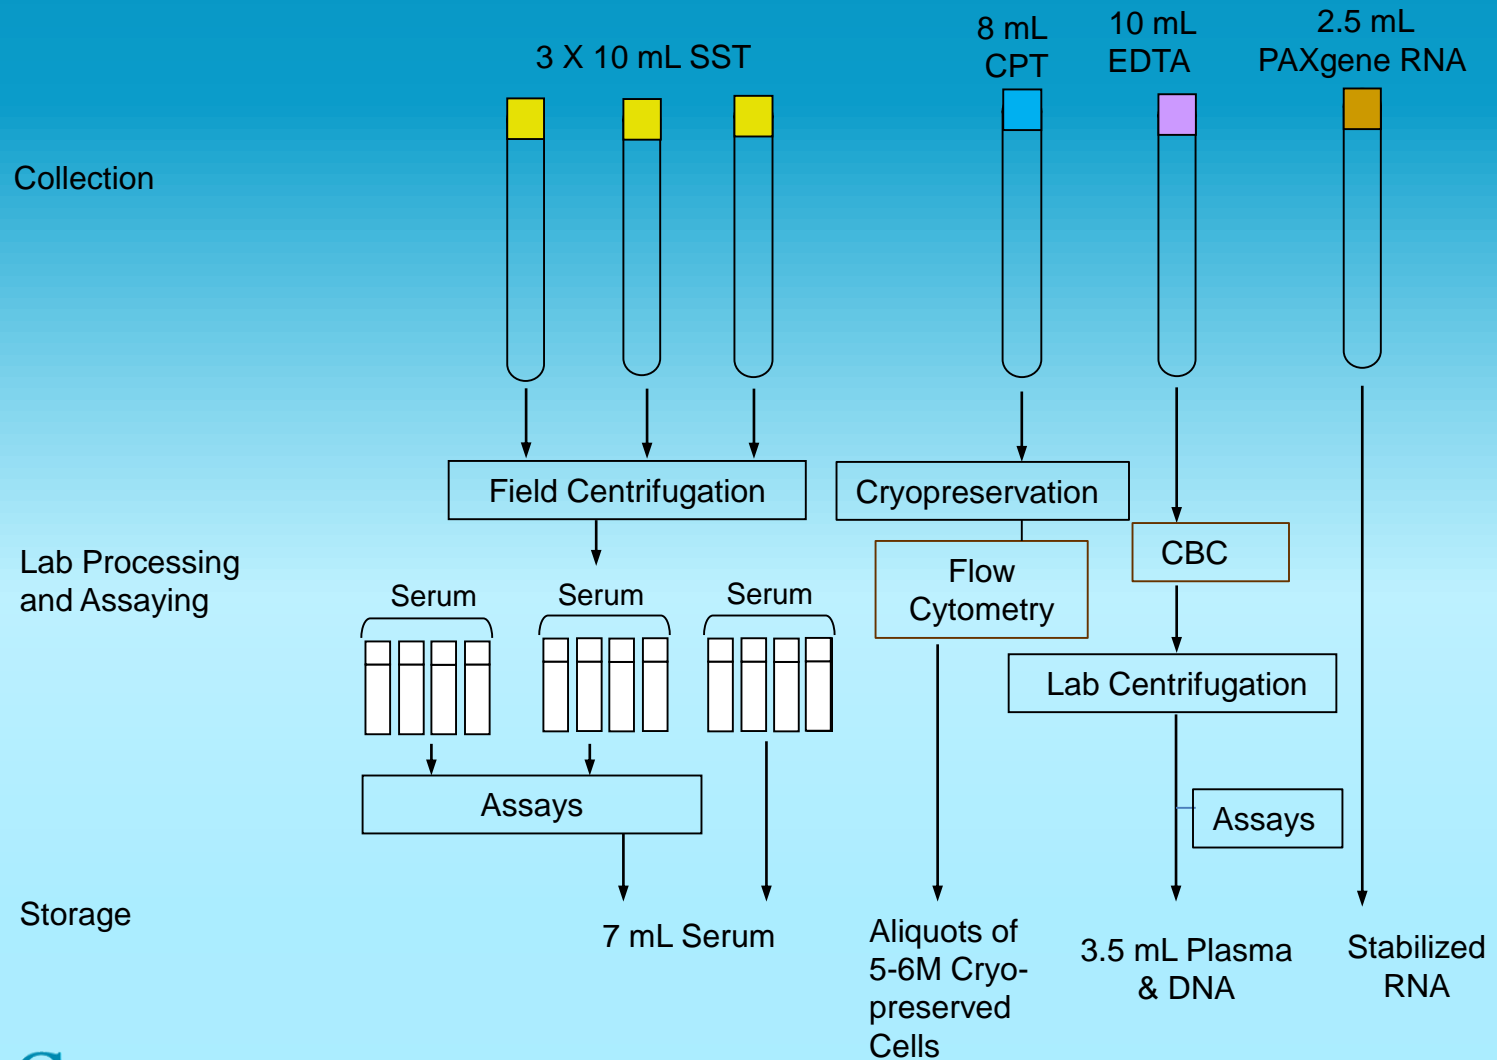 3 X 10 mL SST
8 mL
CPT
10 mL
EDTA
2.5 mL
PAXgene RNA
Collection
Field Centrifugation
Cryopreservation
Lab Processing
and Assaying
CBC
Flow
Cytometry
Serum
Serum
Serum
Lab Centrifugation
Assays
Assays
Storage
7 mL Serum
Aliquots of
5-6M Cryo-
preserved
Cells
3.5 mL Plasma
& DNA
Stabilized
RNA